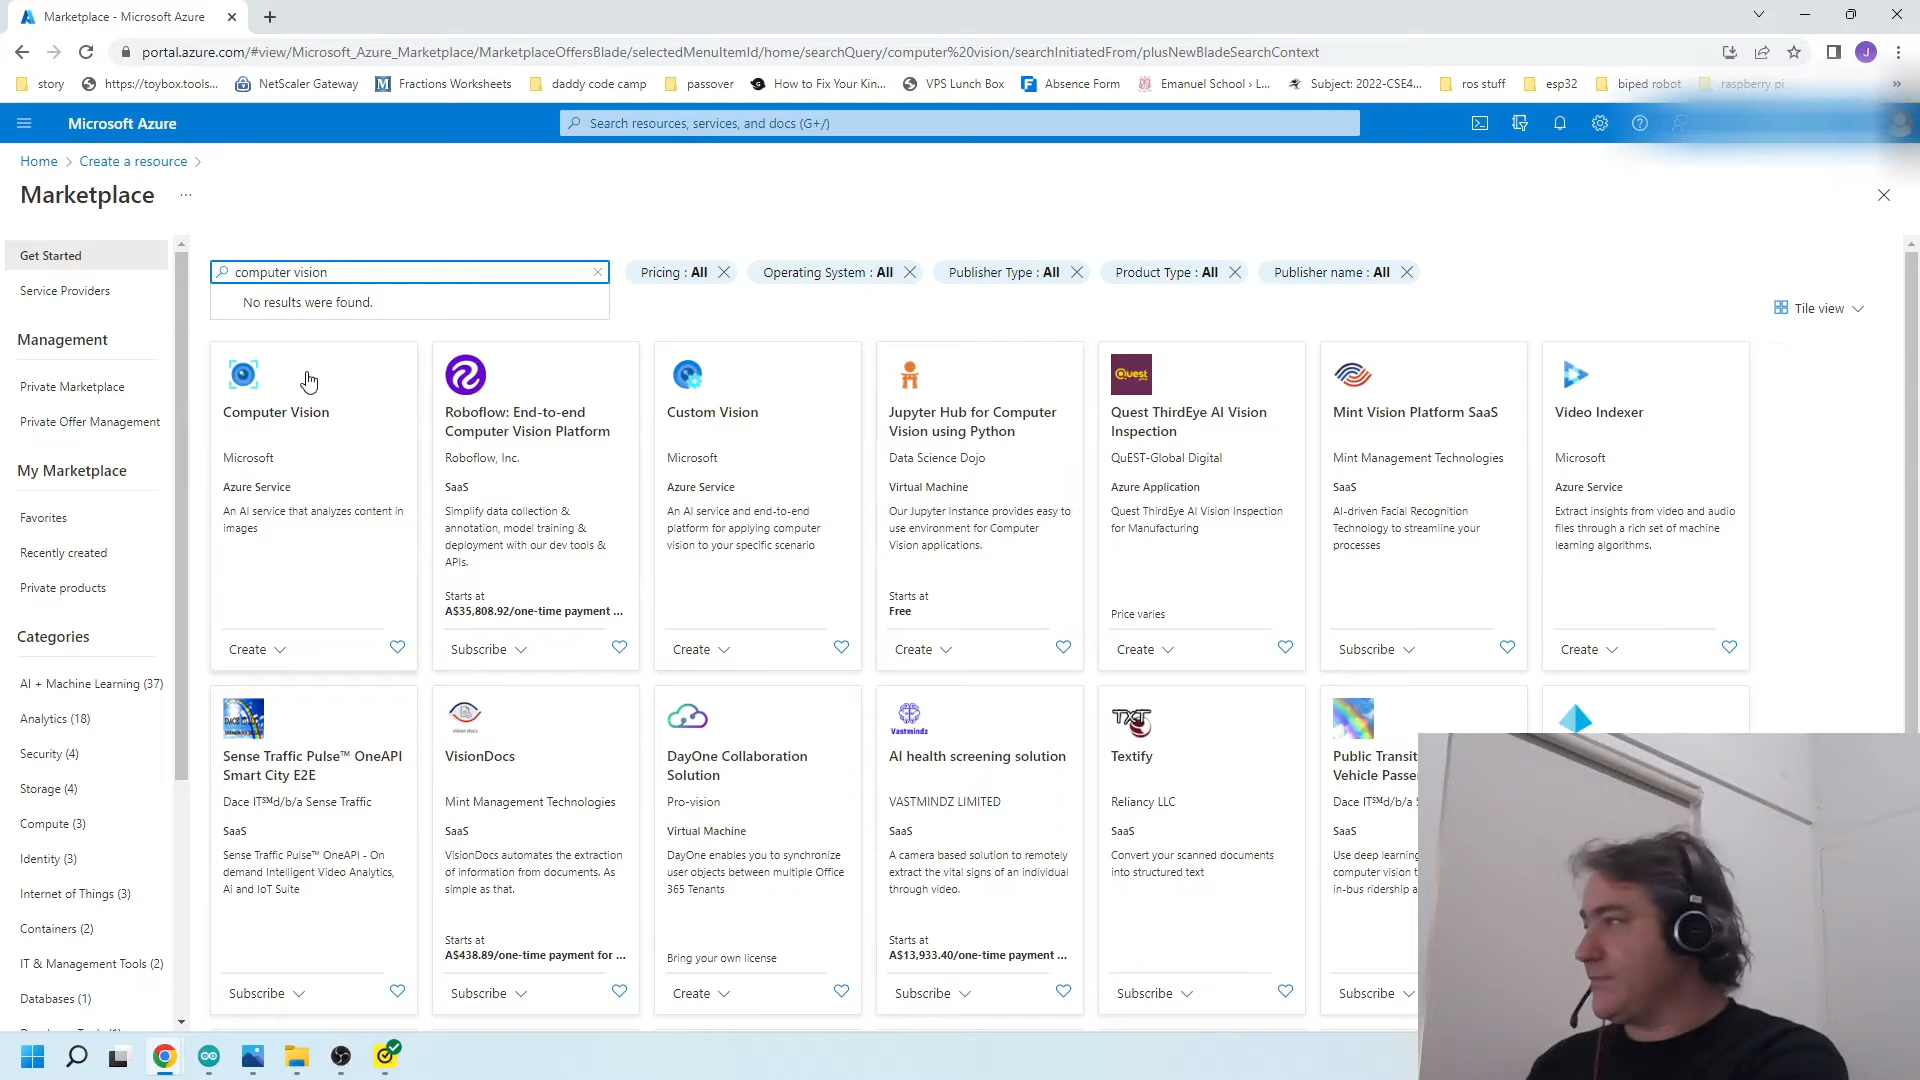 Marketplace - Microsoft Azure
portal.azure.com/#view/Microsoft_Azure_Marketplace/MarketplaceOffersBlade/selectedMenuItemId/home/searchQuery/computer%20vision/searchInitiatedFrom/plusNewBladeSearchContext
J
story
https://toybox.tools...
NetScaler Gateway
Fractions Worksheets
daddy code camp
passover
How to Fix Your Kin...
VPS Lunch Box
Absence Form
Emanuel School › L...
Subject: 2022-CSE4...
ros stuff
esp32
biped robot
raspberry pi
Microsoft Azure
Search resources, services, and docs (G+/)
Home > Create a resource >
Marketplace ...
Get Started
Service Providers
Management
Private Marketplace
Private Offer Management
My Marketplace
Favorites
Recently created
Private products
Categories
AI + Machine Learning (37)
Analytics (18)
Security (4)
Storage (4)
Compute (3)
Identity (3)
Internet of Things (3)
Containers (2)
IT & Management Tools (2)
Databases (1)
computer vision
No results were found.
Pricing : All
Operating System : All
Publisher Type : All
Product Type : All
Publisher name : All
Tile view
Computer Vision
Microsoft
Azure Service
An AI service that analyzes content in
images
Create
Roboflow: End-to-end
Computer Vision Platform
Roboflow, Inc.
SaaS
Simplify data collection &
annotation, model training &
deployment with our dev tools &
APIs.
Starts at
A$35,808.92/one-time payment ...
Subscribe
Custom Vision
Microsoft
Azure Service
An AI service and end-to-end
platform for applying computer
vision to your specific scenario
Create
Jupyter Hub for Computer
Vision using Python
Data Science Dojo
Virtual Machine
Our Jupyter Instance provides easy to
use environment for Computer
Vision applications.
Starts at
Free
Create
Quest
Quest ThirdEye AI Vision
Inspection
QuEST-Global Digital
Azure Application
Quest ThirdEye AI Vision Inspection
for Manufacturing
Price varies
Create
Mint Vision Platform SaaS
Mint Management Technologies
SaaS
AI-driven Facial Recognition
Technology to streamline your
processes
Subscribe
Video Indexer
Microsoft
Azure Service
Extract insights from video and audio
files through a rich set of machine
learning algorithms.
Create
Sense Traffic Pulse™ OneAPI
Smart City E2E
Dace IT℠d/b/a Sense Traffic
SaaS
Sense Traffic Pulse™ OneAPI - On
demand Intelligent Video Analytics,
Ai and IoT Suite
Subscribe
VisionDocs
Mint Management Technologies
SaaS
VisionDocs automates the extraction
of information from documents. As
simple as that.
Starts at
A$438.89/one-time payment for ...
Subscribe
DayOne Collaboration
Solution
Pro-vision
Virtual Machine
DayOne enables you to synchronize
user objects between multiple Office
365 Tenants
Bring your own license
Create
Vastmindz
AI health screening solution
VASTMINDZ LIMITED
SaaS
A camera based solution to remotely
extract the vital signs of an individual
through video.
Starts at
A$13,933.40/one-time payment ...
Subscribe
TXT
Textify
Reliancy LLC
SaaS
Convert your scanned documents
into structured text
Subscribe
Public Transit
Vehicle Passe
Dace IT℠d/b/a S
SaaS
Use deep learning
computer vision t
in-bus ridership a
Subscribe